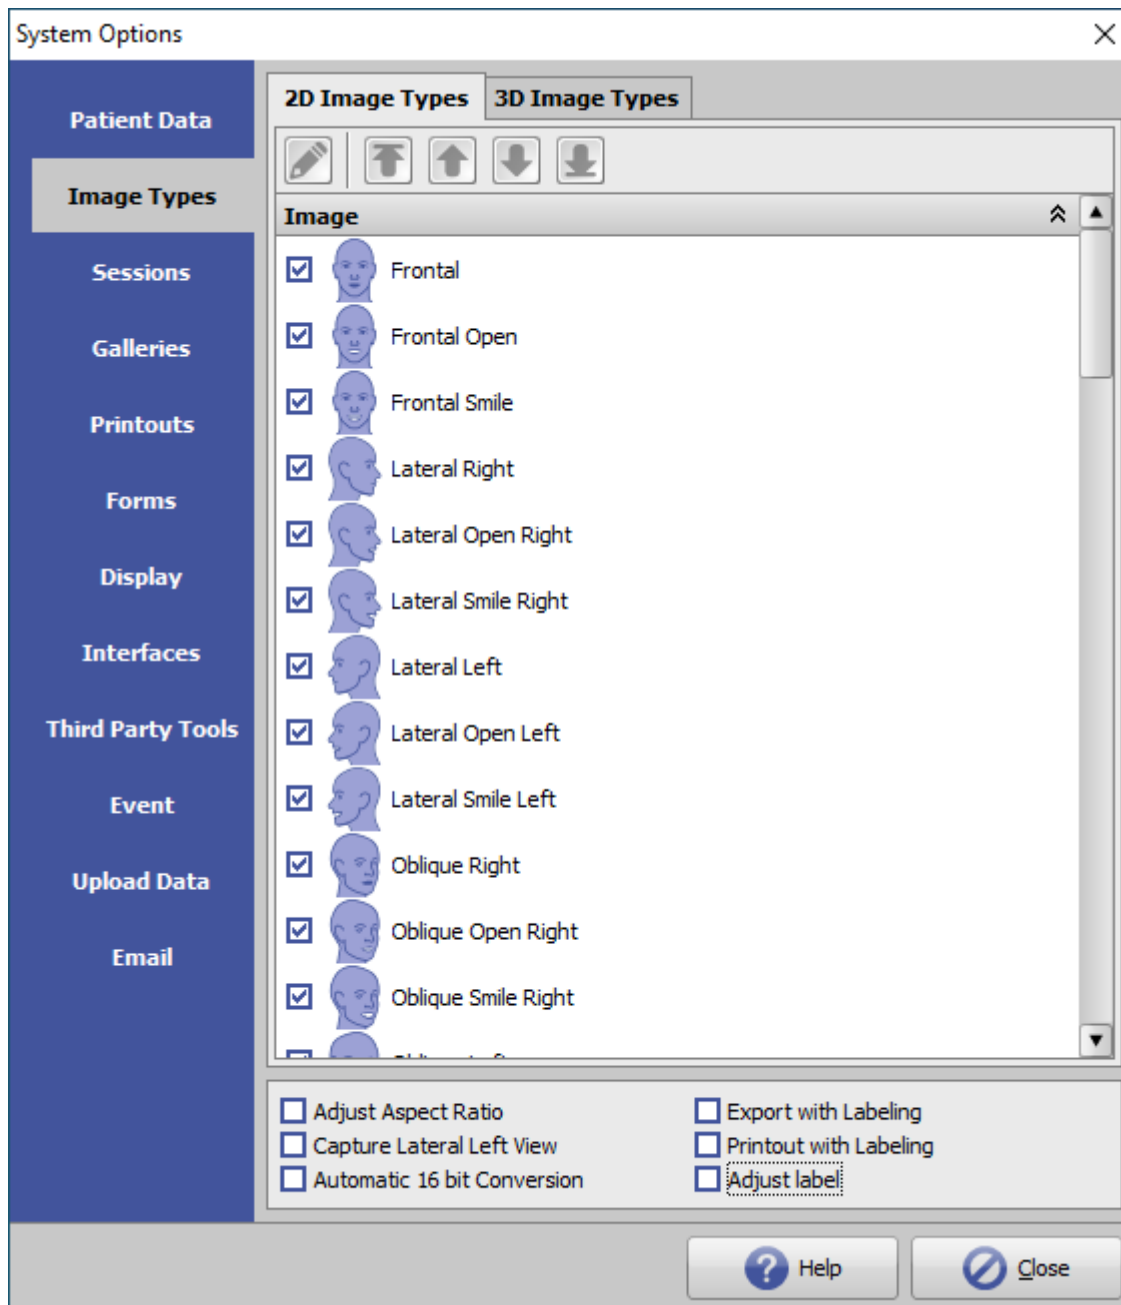 System Options
Patient Data
Image Types
Sessions
Galleries
Printouts
Forms
Display
Interfaces
Third Party Tools
Event
Upload Data
Email
2D Image Types
3D Image Types
Image
Frontal
Frontal Open
Frontal Smile
Lateral Right
Lateral Open Right
Lateral Smile Right
Lateral Left
Lateral Open Left
Lateral Smile Left
Oblique Right
Oblique Open Right
Oblique Smile Right
Adjust Aspect Ratio
Capture Lateral Left View
Automatic 16 bit Conversion
Export with Labeling
Printout with Labeling
Adjust label
Help
Close